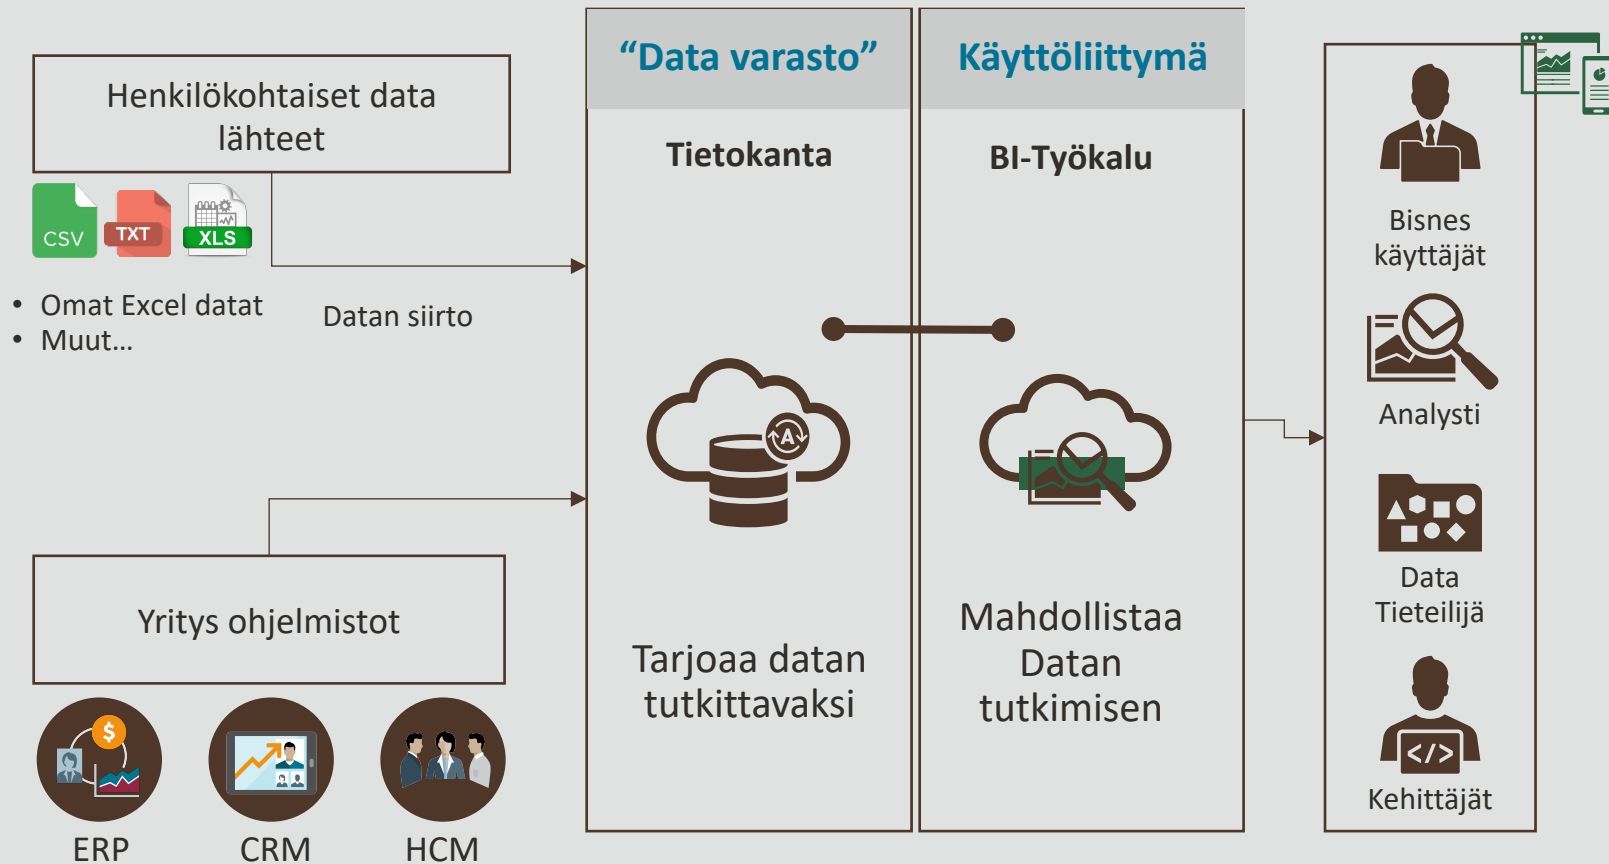 Henkilökohtaiset data
lähteet
CSV
TXT
XLS
• Omat Excel datat
• Muut...
Datan siirto
Yritys ohjelmistot
$
ERP
CRM
HCM
“Data varasto”
Tietokanta
A
Tarjoaa datan
tutkittavaksi
Käyttöliittymä
BI-Työkalu
Mahdollistaa
Datan
tutkimisen
Bisnes
käyttäjät
Analysti
Data
Tieteilijä
</>
Kehittäjät